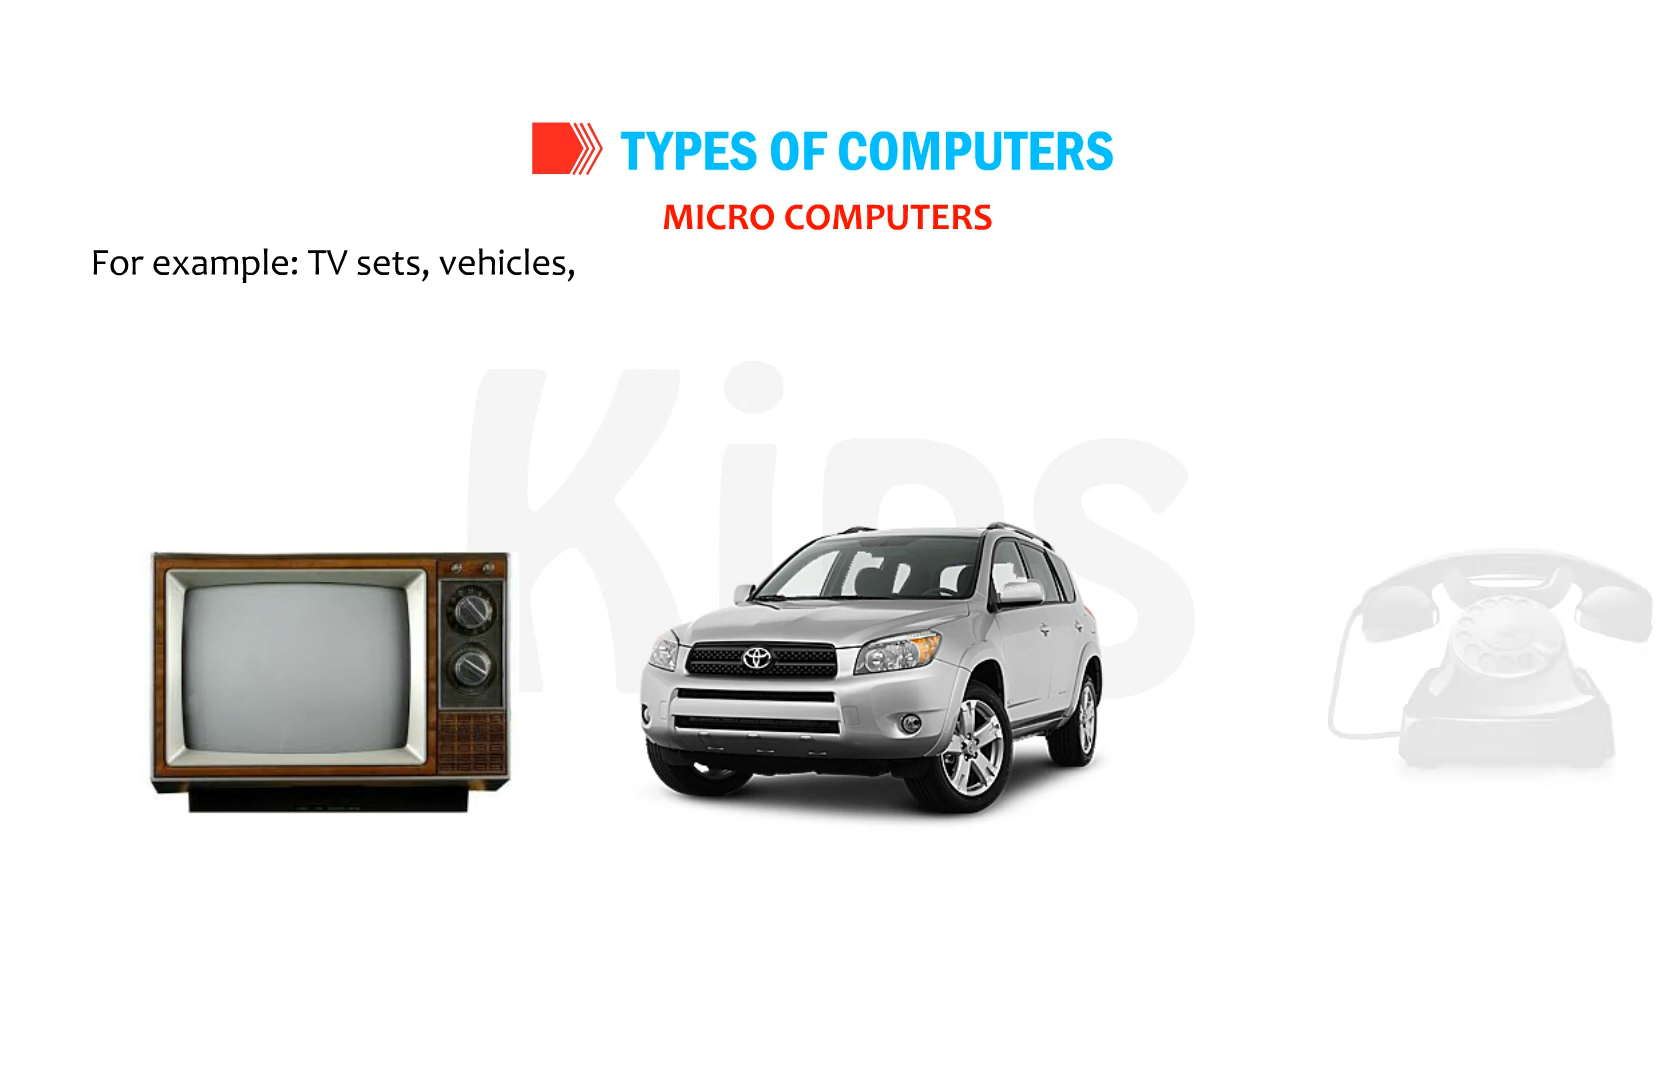 TYPES OF COMPUTERS
MICRO COMPUTERS
For example: TV sets, vehicles,
Kips